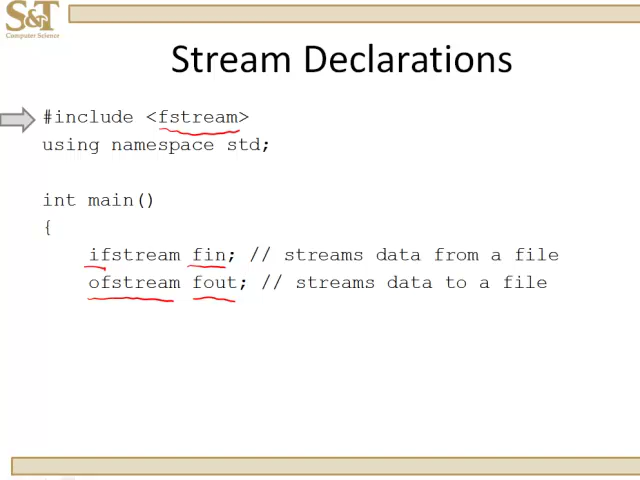 S&T
Computer Science
Stream Declarations
#include <fstream>
using namespace std;
int main()
{
ifstream fin; // streams data from a file
ofstream fout; // streams data to a file